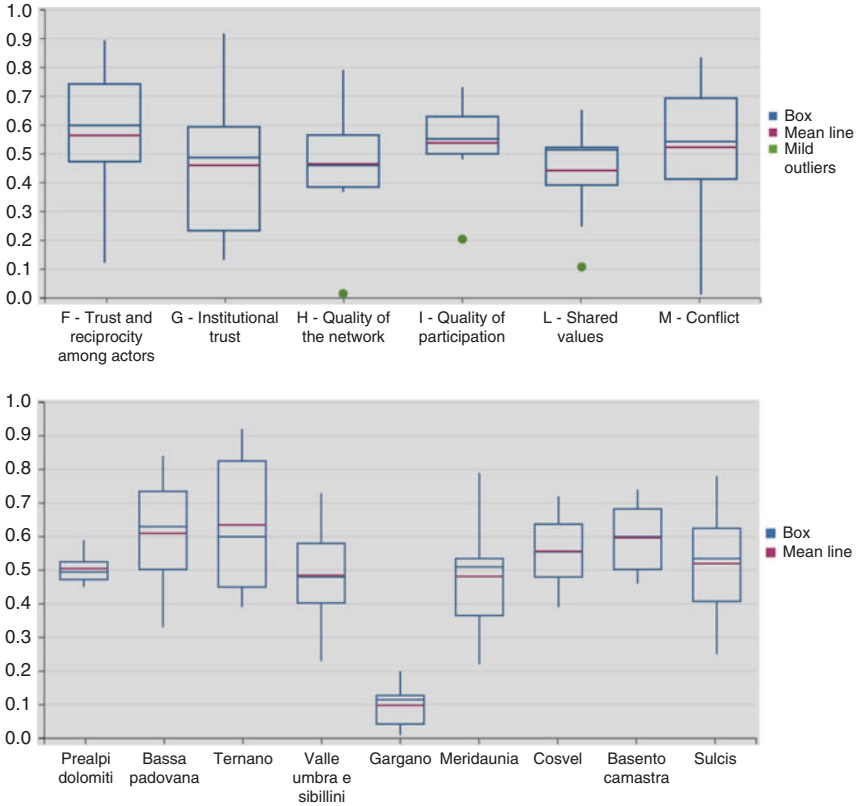 1.0
0.9
0.8
0.7
0.6
0.5
0.4
0.3
0.2
0.1
0.0
F - Trust and
reciprocity
among actors
G - Institutional
trust
H - Quality of
the network
I - Quality of
participation
L - Shared
values
M - Conflict
Box
Mean line
Mild
outliers
1.0
0.9
0.8
0.7
0.6
0.5
0.4
0.3
0.2
0.1
0.0
Prealpi
dolomiti
Bassa
padovana
Ternano
Valle
umbra e
sibillini
Gargano
Meridaunia
Cosvel
Basento
camastra
Sulcis
Box
Mean line